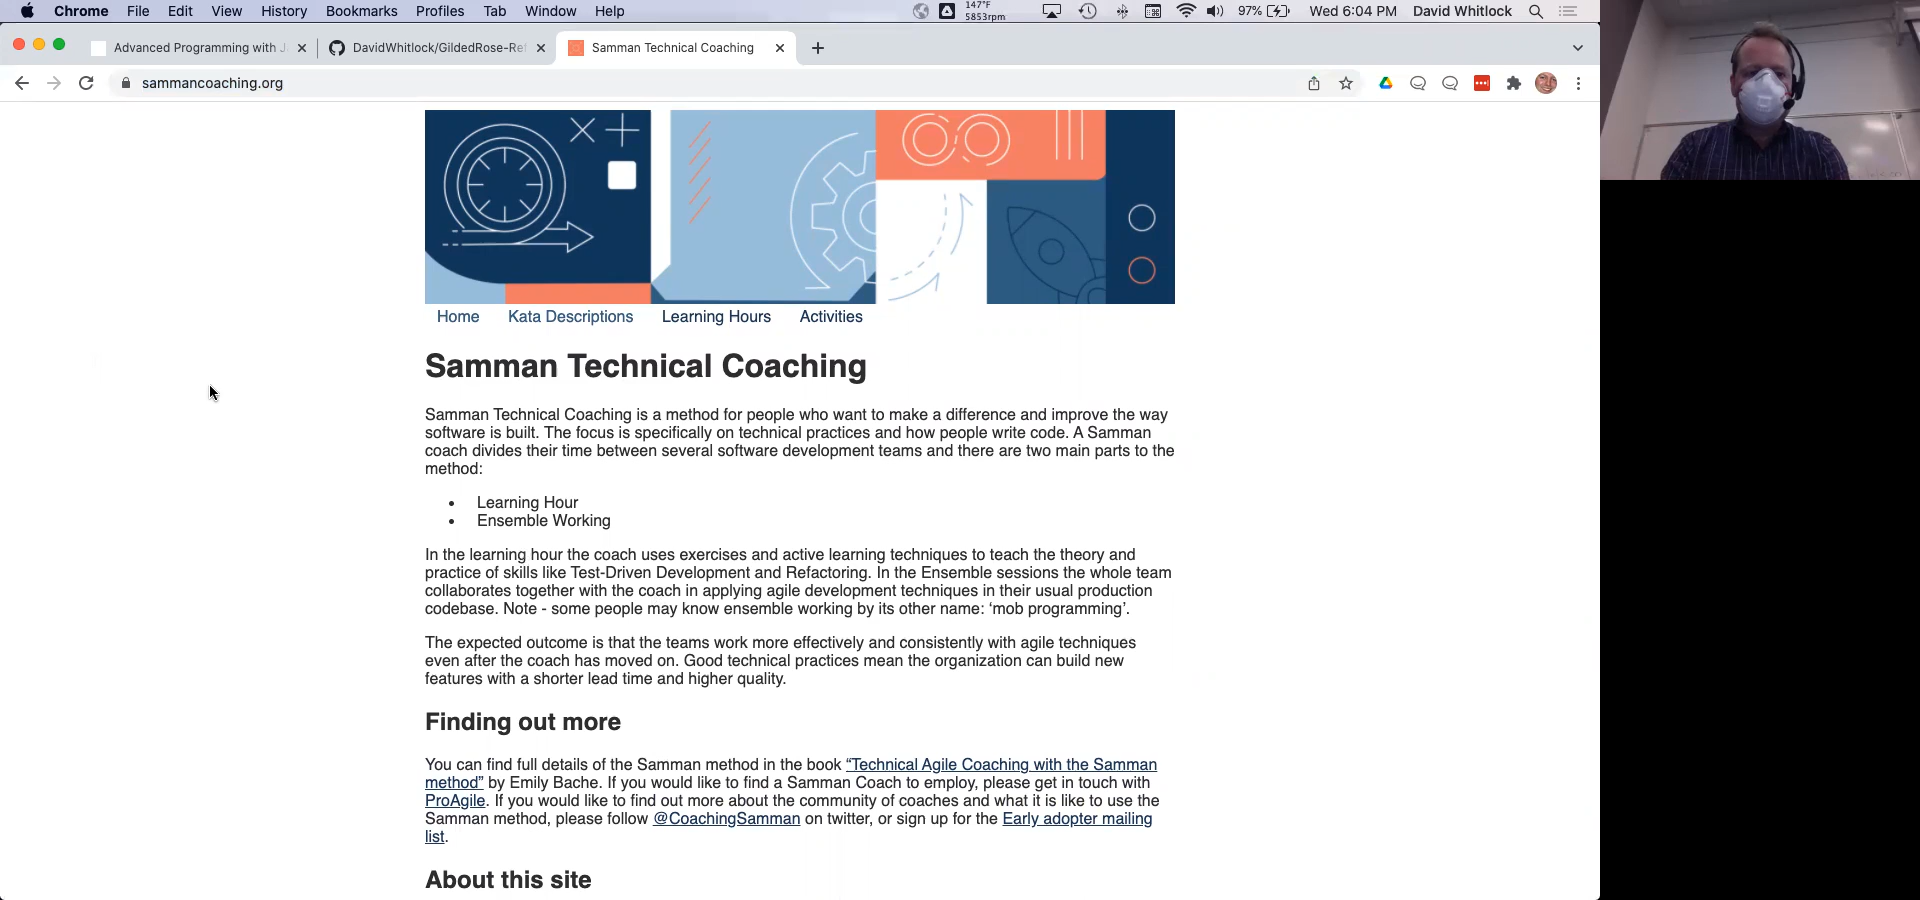 Chrome File Edit View History Bookmarks Profiles Tab Window Help 147°F 5853rpm 97% Wed 6:04 PM David Whitlock
Advanced Programming with J DavidWhitlock/GildedRose-Ref Samman Technical Coaching
sammancoaching.org
Home Kata Descriptions Learning Hours Activities
Samman Technical Coaching
Samman Technical Coaching is a method for people who want to make a difference and improve the way
software is built. The focus is specifically on technical practices and how people write code. A Samman
coach divides their time between several software development teams and there are two main parts to the
method:
• Learning Hour
• Ensemble Working
In the learning hour the coach uses exercises and active learning techniques to teach the theory and
practice of skills like Test-Driven Development and Refactoring. In the Ensemble sessions the whole team
collaborates together with the coach in applying agile development techniques in their usual production
codebase. Note - some people may know ensemble working by its other name: ‘mob programming’.
The expected outcome is that the teams work more effectively and consistently with agile techniques
even after the coach has moved on. Good technical practices mean the organization can build new
features with a shorter lead time and higher quality.
Finding out more
You can find full details of the Samman method in the book “Technical Agile Coaching with the Samman
method” by Emily Bache. If you would like to find a Samman Coach to employ, please get in touch with
ProAgile. If you would like to find out more about the community of coaches and what it is like to use the
Samman method, please follow @CoachingSamman on twitter, or sign up for the Early adopter mailing
list.
About this site